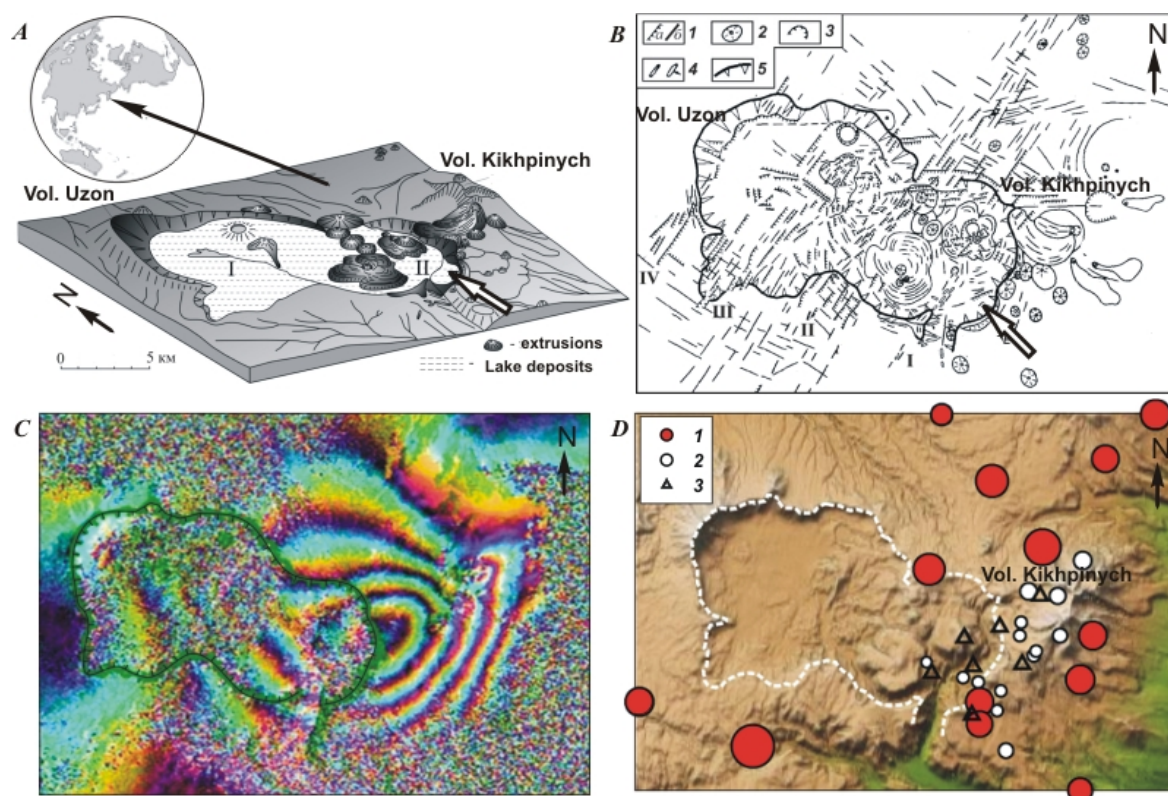 A
Vol. Uzon
Vol. Kikhpinych
I
II
N
0 5 км
- extrusions
Lake deposits
B
a б 1 2 3
4 5
N
Vol. Uzon
Vol. Kikhpinych
IV
III
II
I
C
N
D
1
2
3
N
Vol. Kikhpinych